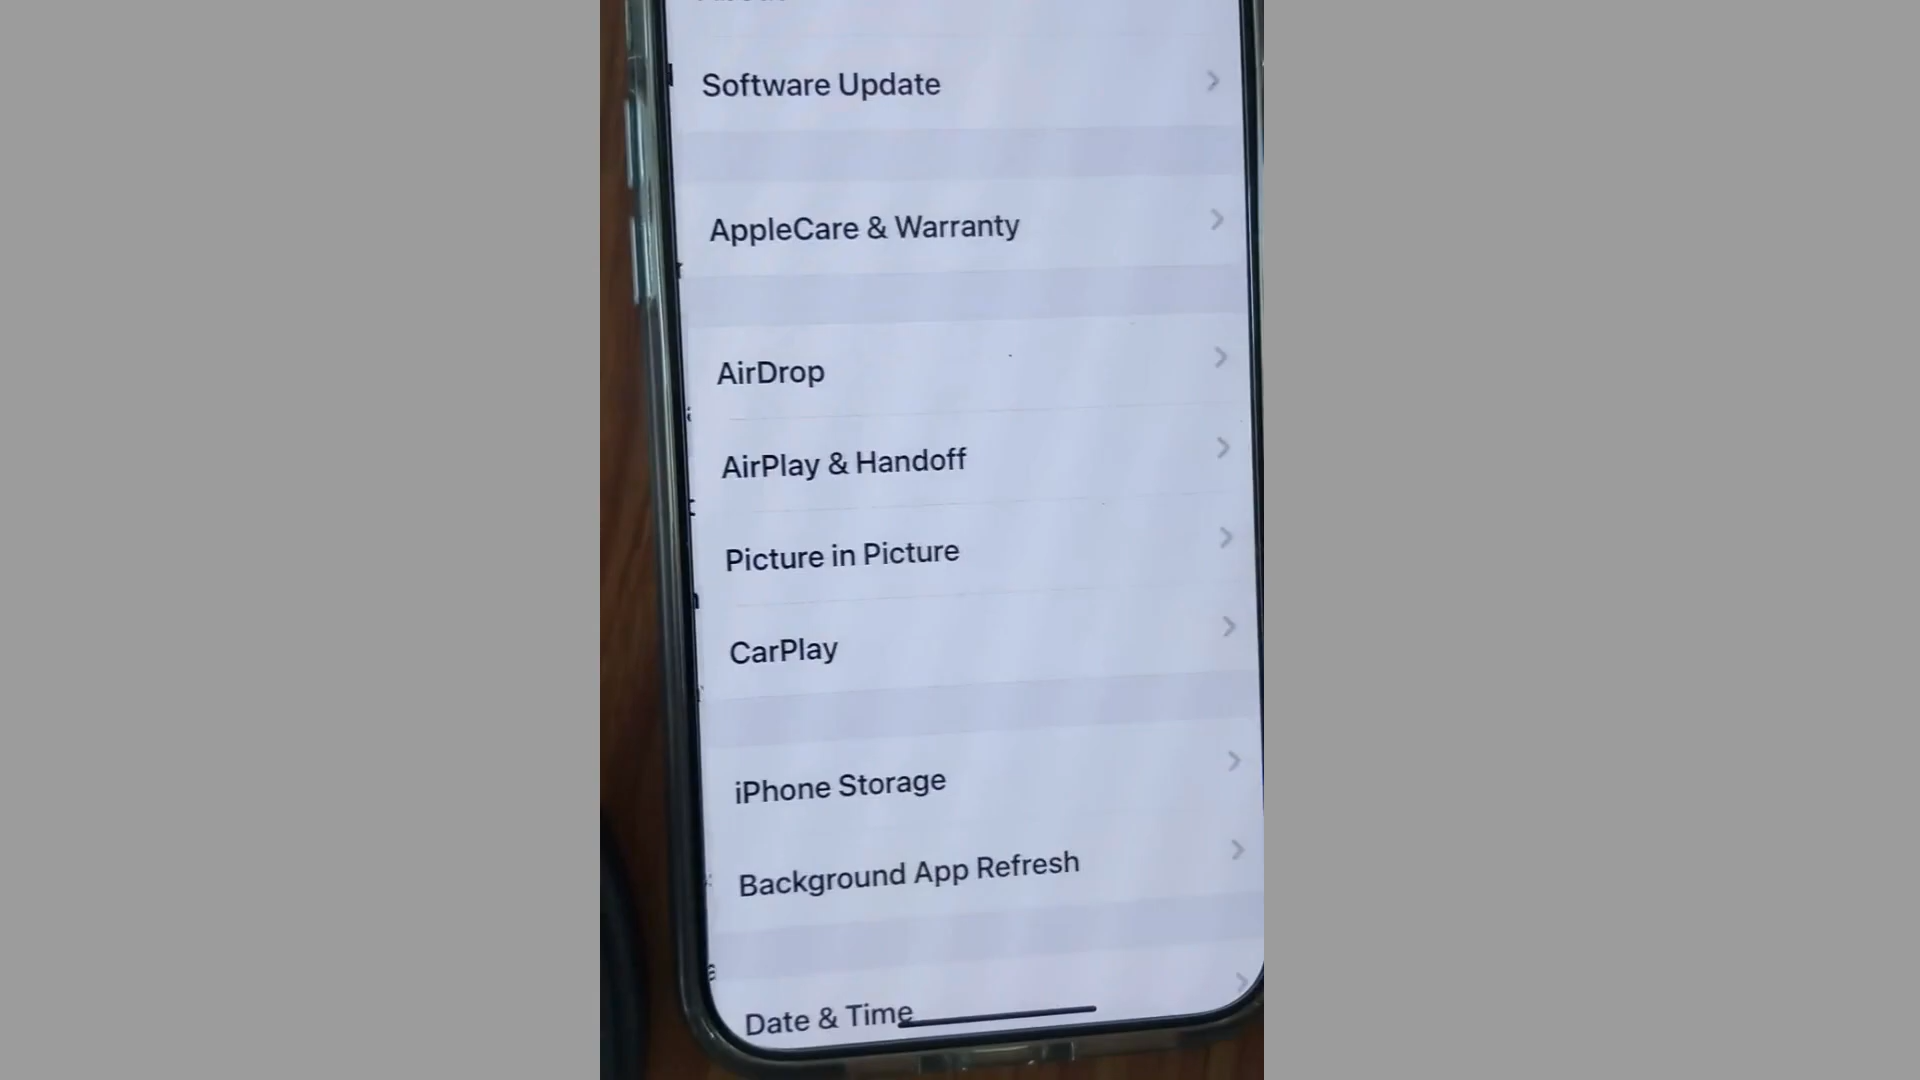 Software Update
AppleCare & Warranty
AirDrop
AirPlay & Handoff
Picture in Picture
CarPlay
iPhone Storage
Background App Refresh
Date & Time